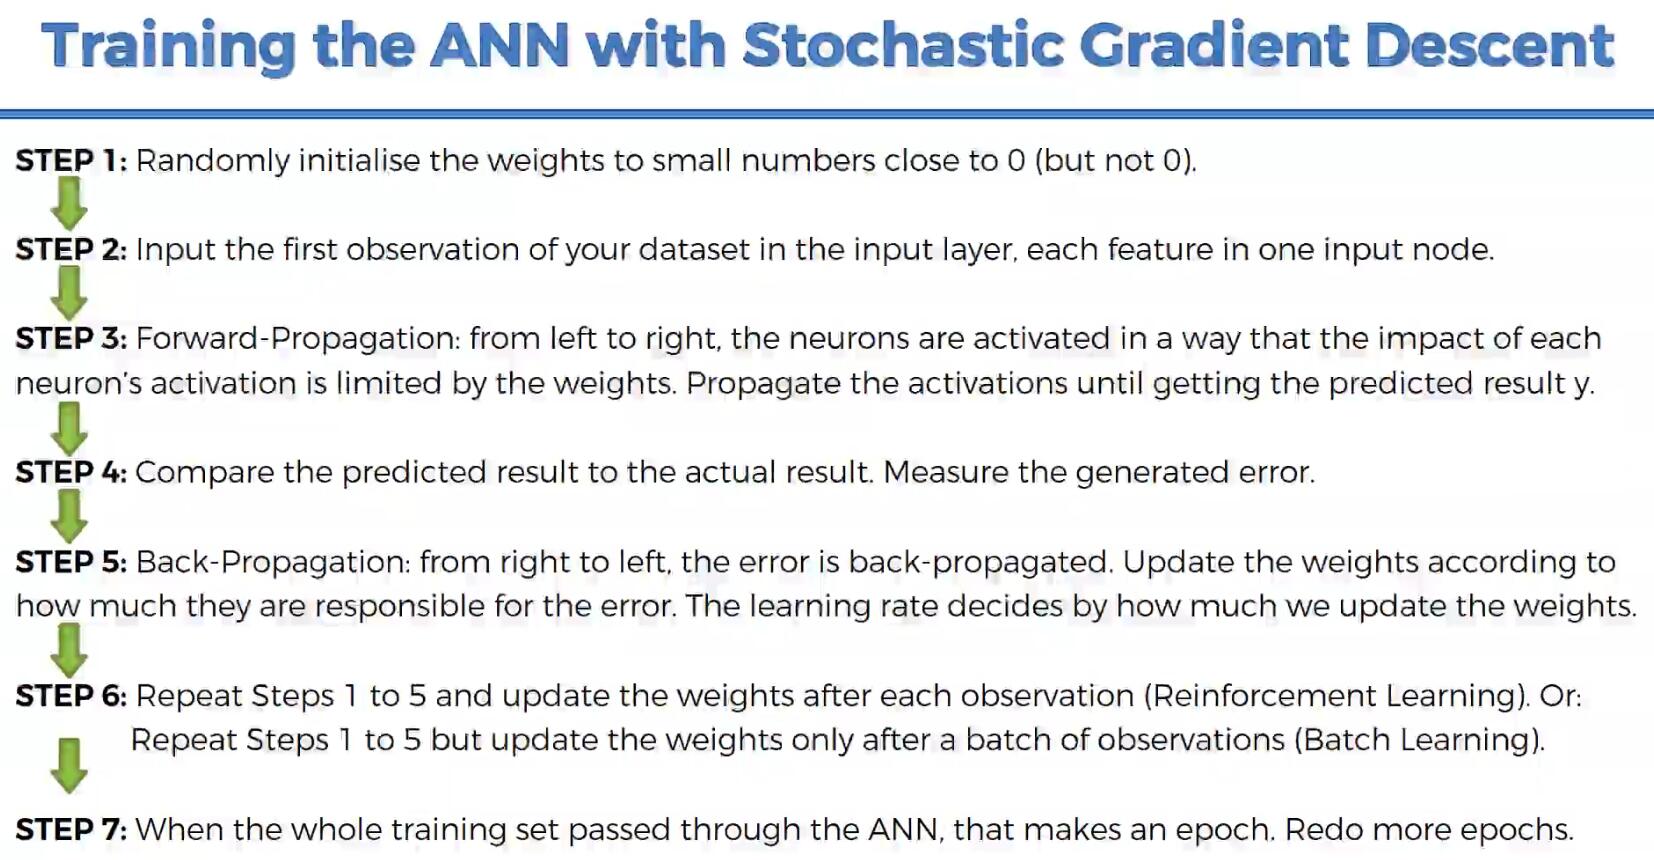 Training the ANN with Stochastic Gradient Descent
STEP 1: Randomly initialise the weights to small numbers close to 0 (but not 0).
STEP 2: Input the first observation of your dataset in the input layer, each feature in one input node.
STEP 3: Forward-Propagation: from left to right, the neurons are activated in a way that the impact of each
neuron's activation is limited by the weights. Propagate the activations until getting the predicted result y.
STEP 4: Compare the predicted result to the actual result. Measure the generated error.
STEP 5: Back-Propagation: from right to left, the error is back-propagated. Update the weights according to
how much they are responsible for the error. The learning rate decides by how much we update the weights.
STEP 6: Repeat Steps 1 to 5 and update the weights after each observation (Reinforcement Learning). Or:
Repeat Steps 1 to 5 but update the weights only after a batch of observations (Batch Learning).
STEP 7: When the whole training set passed through the ANN, that makes an epoch. Redo more epochs.